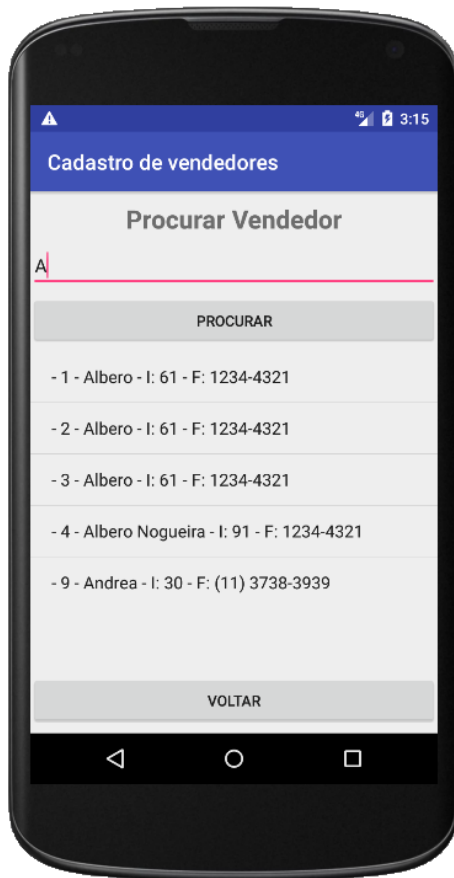 4G 3:15
Cadastro de vendedores
Procurar Vendedor
A
PROCURAR
- 1 - Albero - I: 61 - F: 1234-4321
- 2 - Albero - I: 61 - F: 1234-4321
- 3 - Albero - I: 61 - F: 1234-4321
- 4 - Albero Nogueira - I: 91 - F: 1234-4321
- 9 - Andrea - I: 30 - F: (11) 3738-3939
VOLTAR